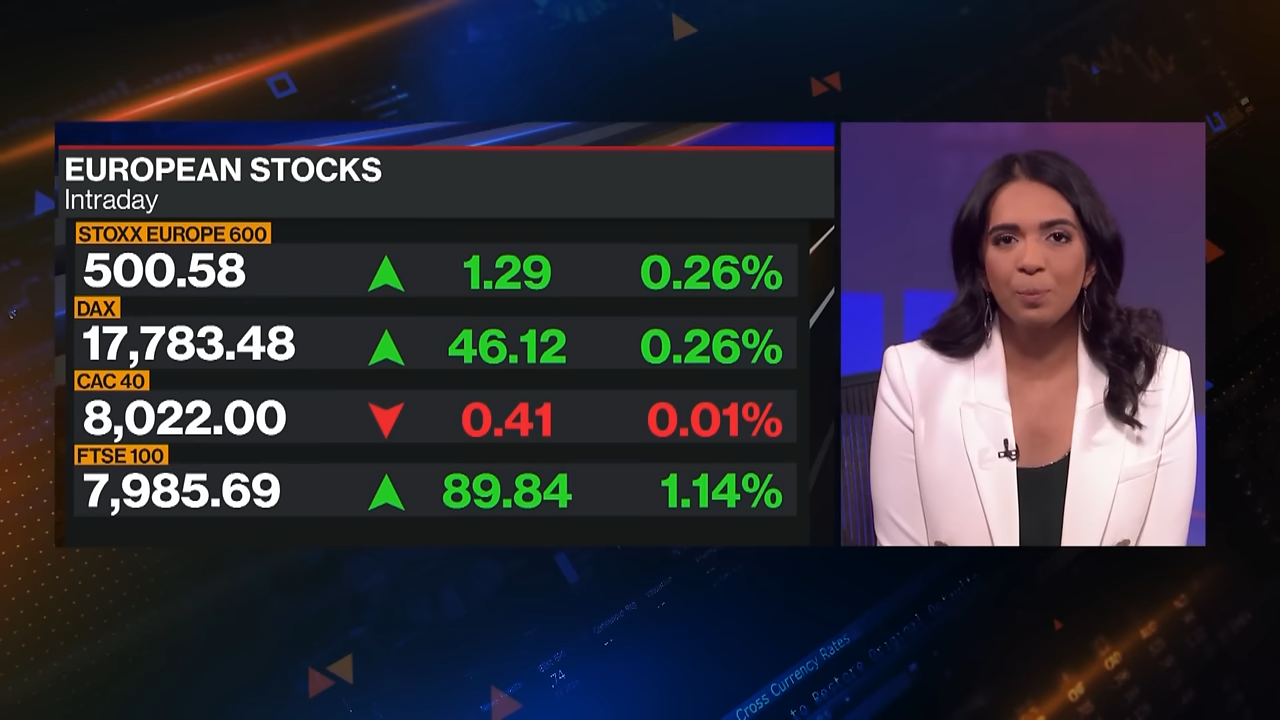 EUROPEAN STOCKS
Intraday
STOXX EUROPE 600
500.58 1.29 0.26%
DAX
17,783.48 46.12 0.26%
CAC 40
8,022.00 0.41 0.01%
FTSE 100
7,985.69 89.84 1.14%
74
Cross Currency Rates